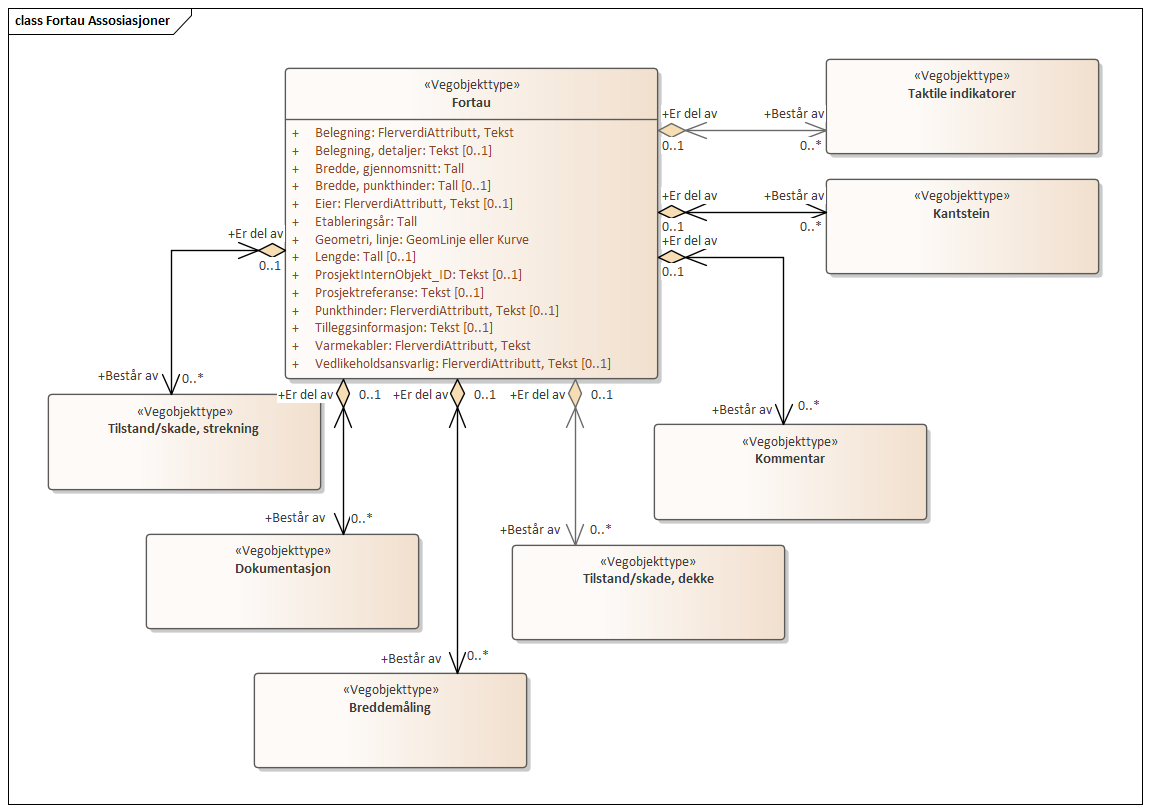 class Fortau Assosiasjoner
«Vegobjekttype»
Fortau
+ Belegning: FlerverdiAttributt, Tekst
+ Belegning, detaljer: Tekst [0..1]
+ Bredde, gjennomsnitt: Tall
+ Bredde, punkthinder: Tall [0..1]
+ Eier: FlerverdiAttributt, Tekst [0..1]
+ Etableringsår: Tall
+ Geometri, linje: GeomLinje eller Kurve
+ Lengde: Tall [0..1]
+ ProsjektInternObjekt_ID: Tekst [0..1]
+ Prosjektreferanse: Tekst [0..1]
+ Punkthinder: FlerverdiAttributt, Tekst [0..1]
+ Tilleggsinformasjon: Tekst [0..1]
+ Varmekabler: FlerverdiAttributt, Tekst
+ Vedlikeholdsansvarlig: FlerverdiAttributt, Tekst [0..1]
+Er del av
0..1
+Består av
0..*
«Vegobjekttype»
Taktile indikatorer
+Er del av
0..1
+Består av
0..*
«Vegobjekttype»
Kantstein
+Er del av
0..1
+Består av
0..*
«Vegobjekttype»
Kommentar
+Er del av
0..1
+Består av
0..*
«Vegobjekttype»
Tilstand/skade, strekning
+Er del av
0..1
+Består av
0..*
«Vegobjekttype»
Dokumentasjon
+Er del av
0..1
+Består av
0..*
«Vegobjekttype»
Breddemåling
+Er del av
0..1
+Består av
0..*
«Vegobjekttype»
Tilstand/skade, dekke